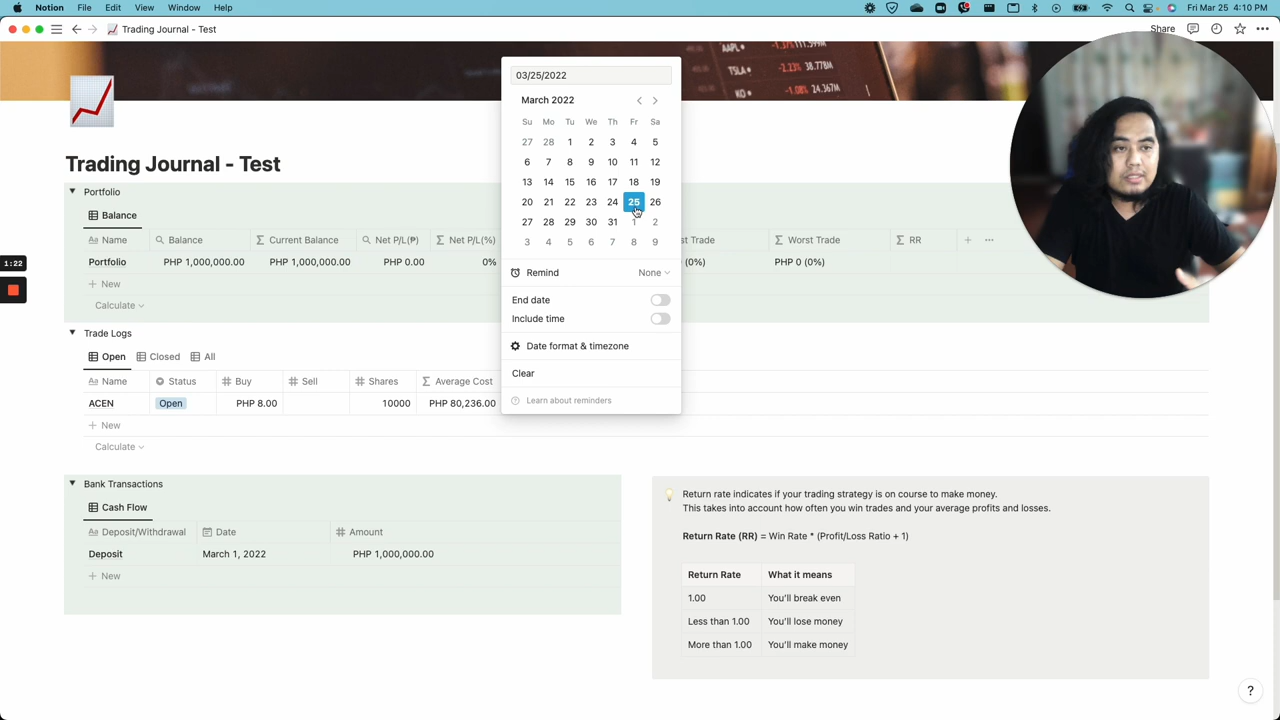 Notion File Edit View Window Help Fri Mar 25 4:10 PM
Trading Journal - Test Share
AAPL
TSLA -2.23% 38.778M
KO -1.08% 24.367M
Trading Journal - Test
Portfolio
Balance
Name Balance Current Balance Net P/L(₱) Net P/L(%) st Trade Worst Trade RR
Portfolio PHP 1,000,000.00 PHP 1,000,000.00 PHP 0.00 0% (0%) PHP 0 (0%)
New
Calculate
1:22
03/25/2022
March 2022
Su Mo Tu We Th Fr Sa
27 28 1 2 3 4 5
6 7 8 9 10 11 12
13 14 15 16 17 18 19
20 21 22 23 24 25 26
27 28 29 30 31 1 2
3 4 5 6 7 8 9
Remind None
End date
Include time
Date format & timezone
Clear
Learn about reminders
Trade Logs
Open Closed All
Name Status Buy Sell Shares Average Cost
ACEN Open PHP 8.00 10000 PHP 80,236.00
New
Calculate
Bank Transactions
Cash Flow
Deposit/Withdrawal Date Amount
Deposit March 1, 2022 PHP 1,000,000.00
New
Return rate indicates if your trading strategy is on course to make money.
This takes into account how often you win trades and your average profits and losses.
Return Rate (RR) = Win Rate * (Profit/Loss Ratio + 1)
Return Rate What it means
1.00 You'll break even
Less than 1.00 You'll lose money
More than 1.00 You'll make money
?